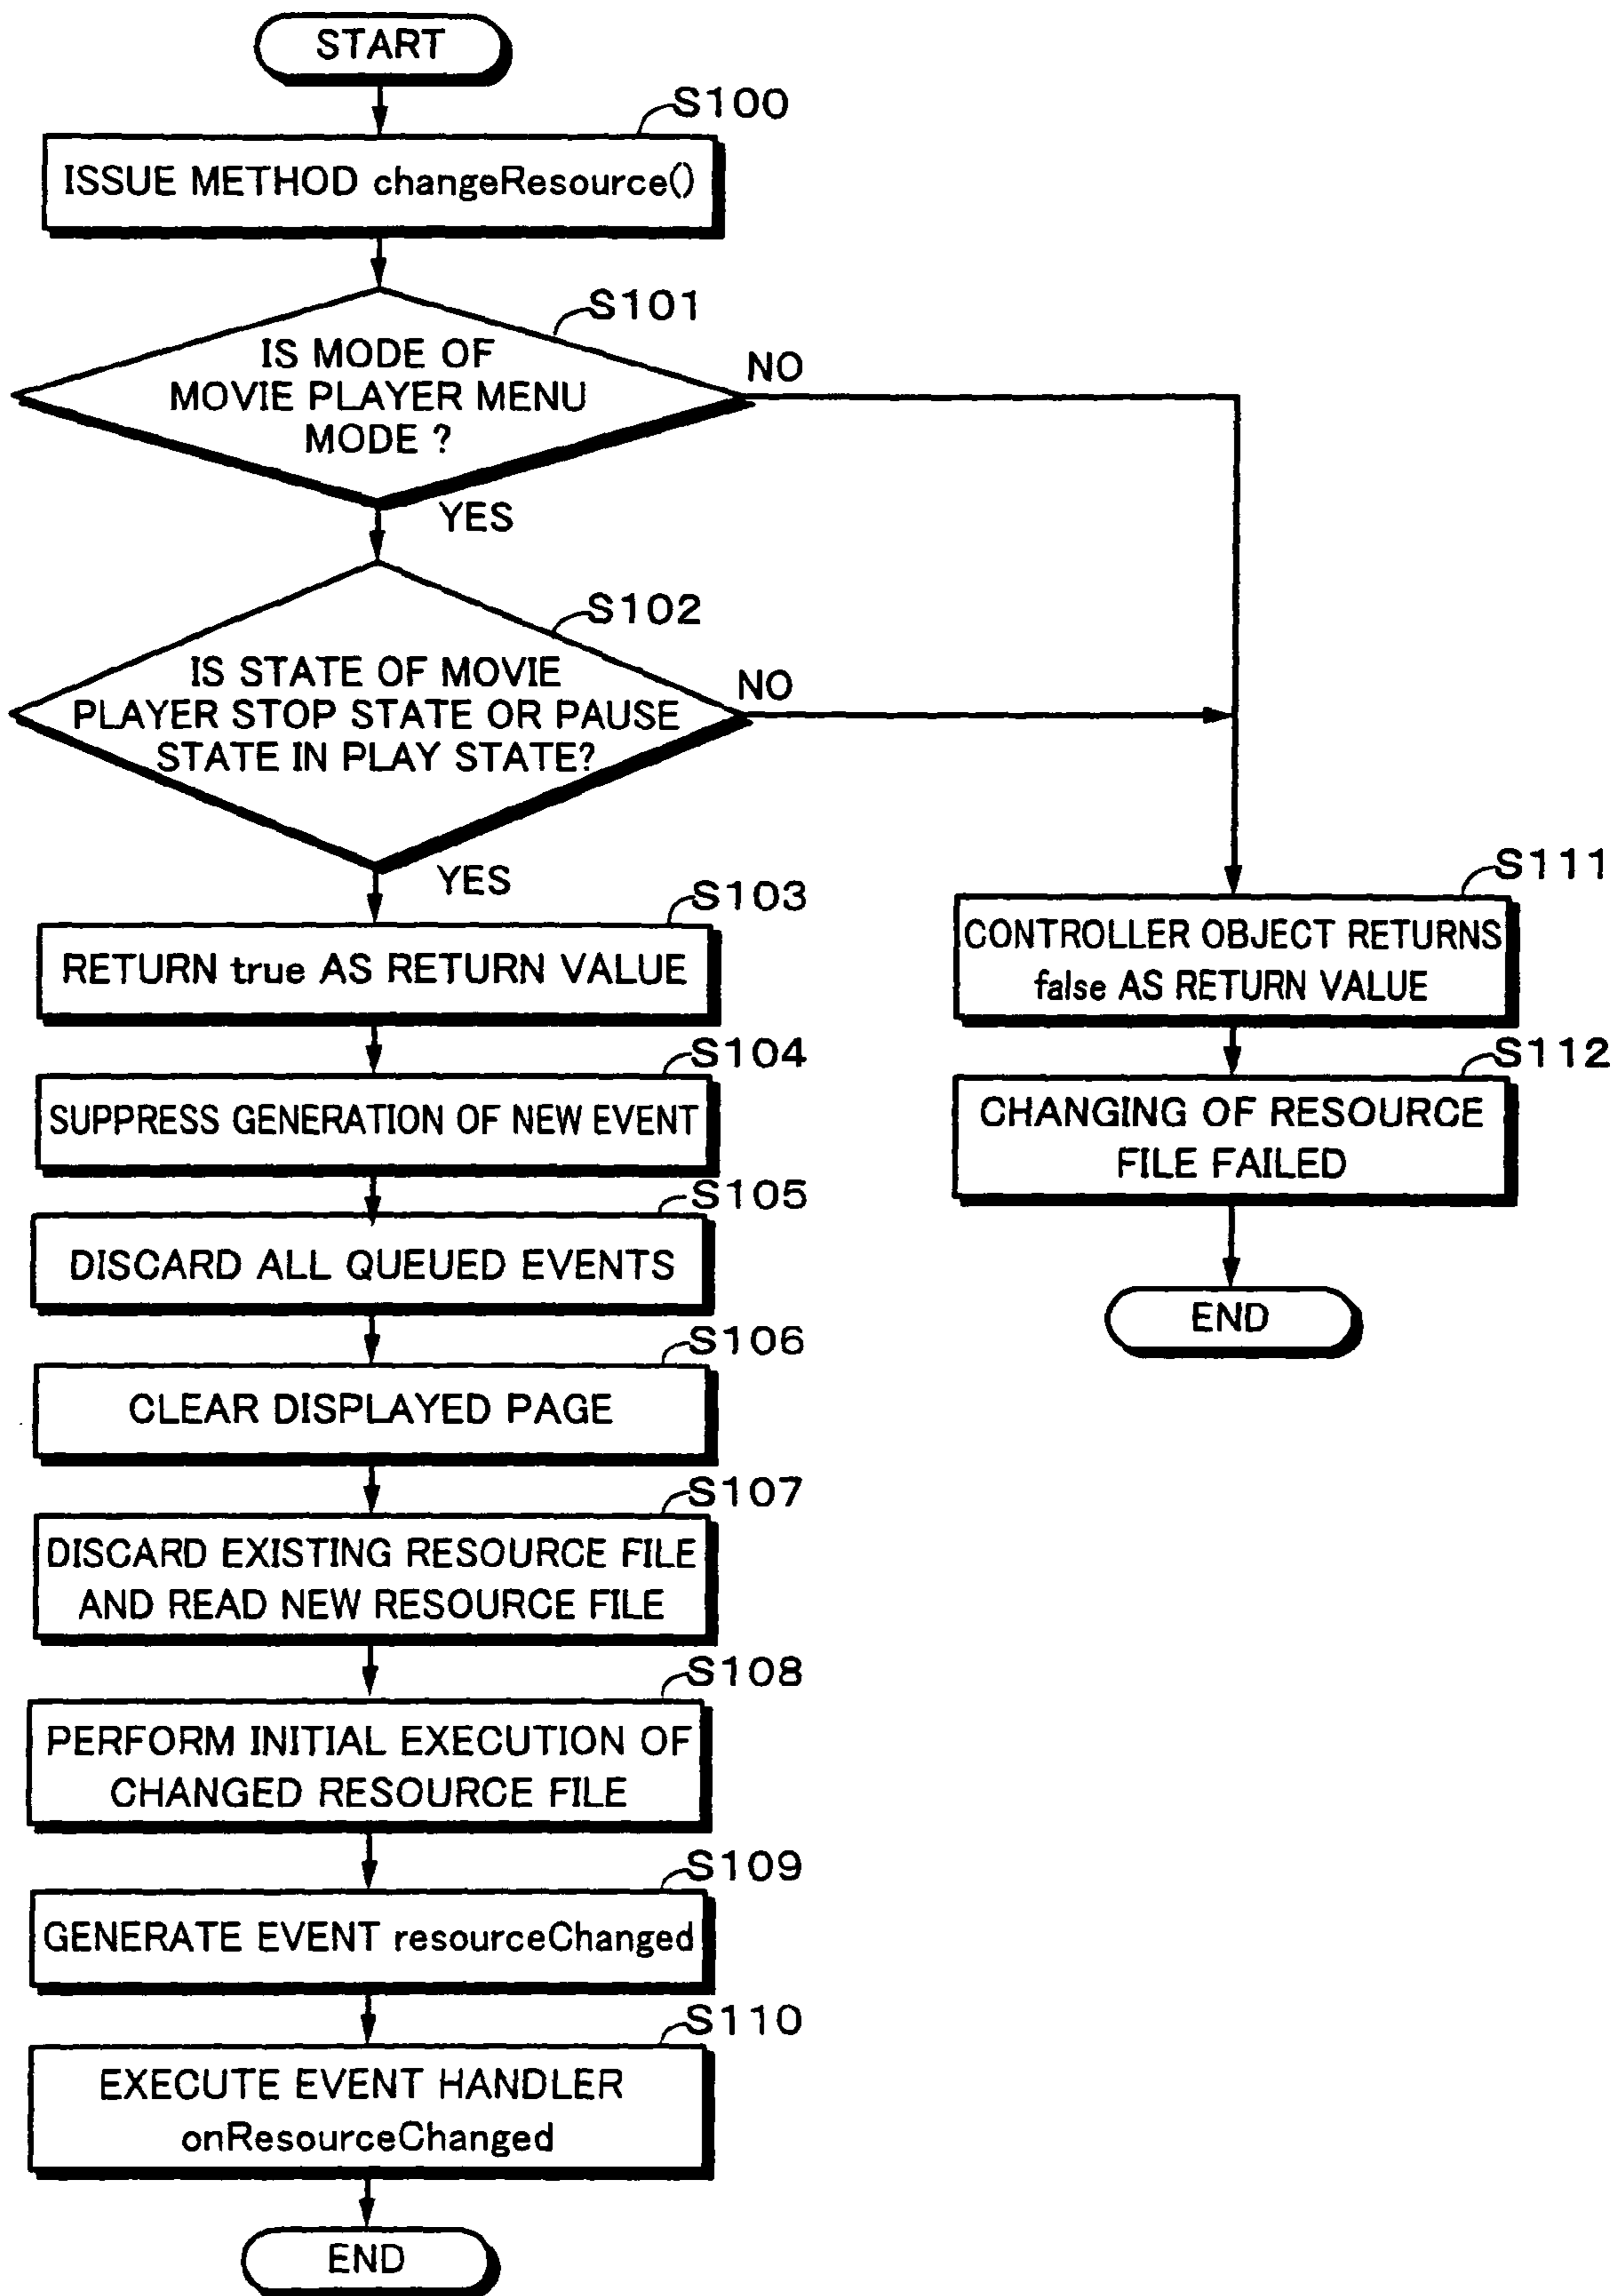 START
S100
ISSUE METHOD changeResource()
S101
IS MODE OF
MOVIE PLAYER MENU
MODE ?
NO
YES
S102
IS STATE OF MOVIE
PLAYER STOP STATE OR PAUSE
STATE IN PLAY STATE?
NO
YES
S103
RETURN true AS RETURN VALUE
S104
SUPPRESS GENERATION OF NEW EVENT
S105
DISCARD ALL QUEUED EVENTS
S106
CLEAR DISPLAYED PAGE
S107
DISCARD EXISTING RESOURCE FILE
AND READ NEW RESOURCE FILE
S108
PERFORM INITIAL EXECUTION OF
CHANGED RESOURCE FILE
S109
GENERATE EVENT resourceChanged
S110
EXECUTE EVENT HANDLER
onResourceChanged
END
S111
CONTROLLER OBJECT RETURNS
false AS RETURN VALUE
S112
CHANGING OF RESOURCE
FILE FAILED
END